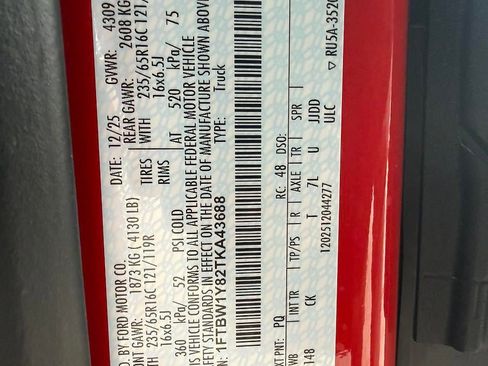 D BY FORD MOTOR CO.
DATE: 12/25 GVWR: 4309
1873 KG ( 4130 LB) REAR GAWR: 2608 KG
WITH 235/65R16C 121/119R TIRES WITH 235/65R16C 121/
16x6.5J RIMS 16x6.5J
360 kPa/ 52 PSI COLD AT 520 kPa/ 75
VEHICLE CONFORMS TO ALL APPLICABLE FEDERAL MOTOR VEHICLE
SAFETY STANDARDS IN EFFECT ON THE DATE OF MANUFACTURE SHOWN ABOVE
1FTBW1Y82TKA43688 TYPE: Truck
EXT PNT: PQ RC: 48 DSO:
WB INT TR TP/PS R AXLE TR SPR
148 CK T 7L U JJDD
1202512044277 ULC
▽ RU5A-3520